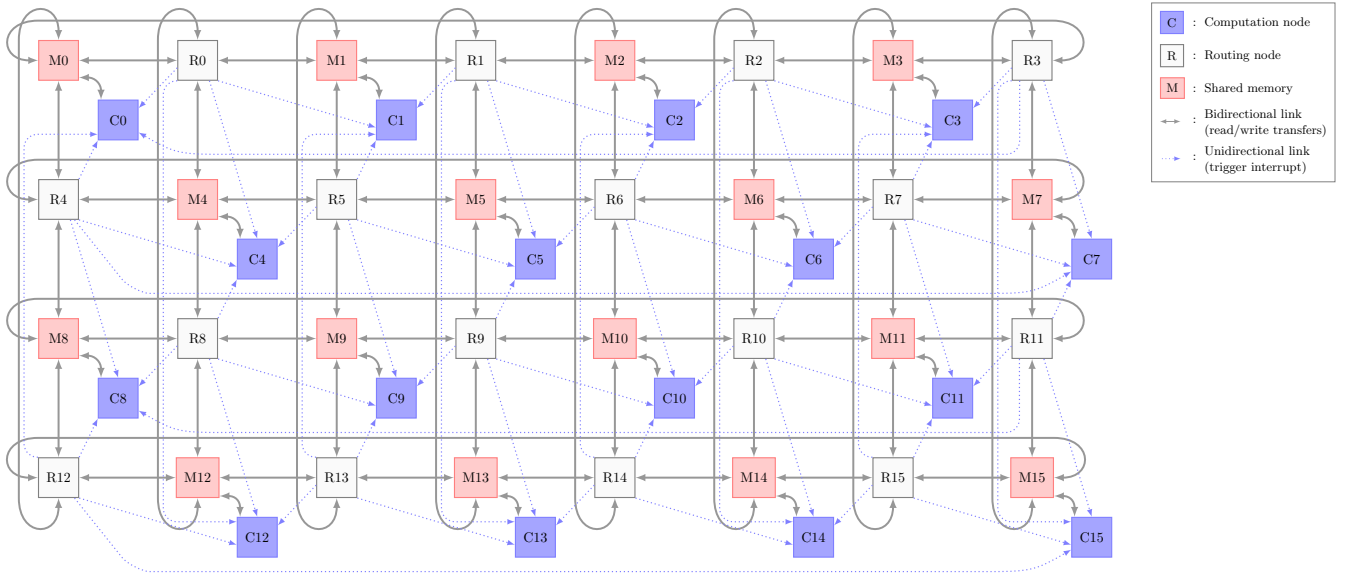 M0 R0 M1 R1 M2 R2 M3 R3
C0 C1 C2 C3
R4 M4 R5 M5 R6 M6 R7 M7
C4 C5 C6 C7
M8 R8 M9 R9 M10 R10 M11 R11
C8 C9 C10 C11
R12 M12 R13 M13 R14 M14 R15 M15
C12 C13 C14 C15
C : Computation node
R : Routing node
M : Shared memory
: Bidirectional link
(read/write transfers)
: Unidirectional link
(trigger interrupt)